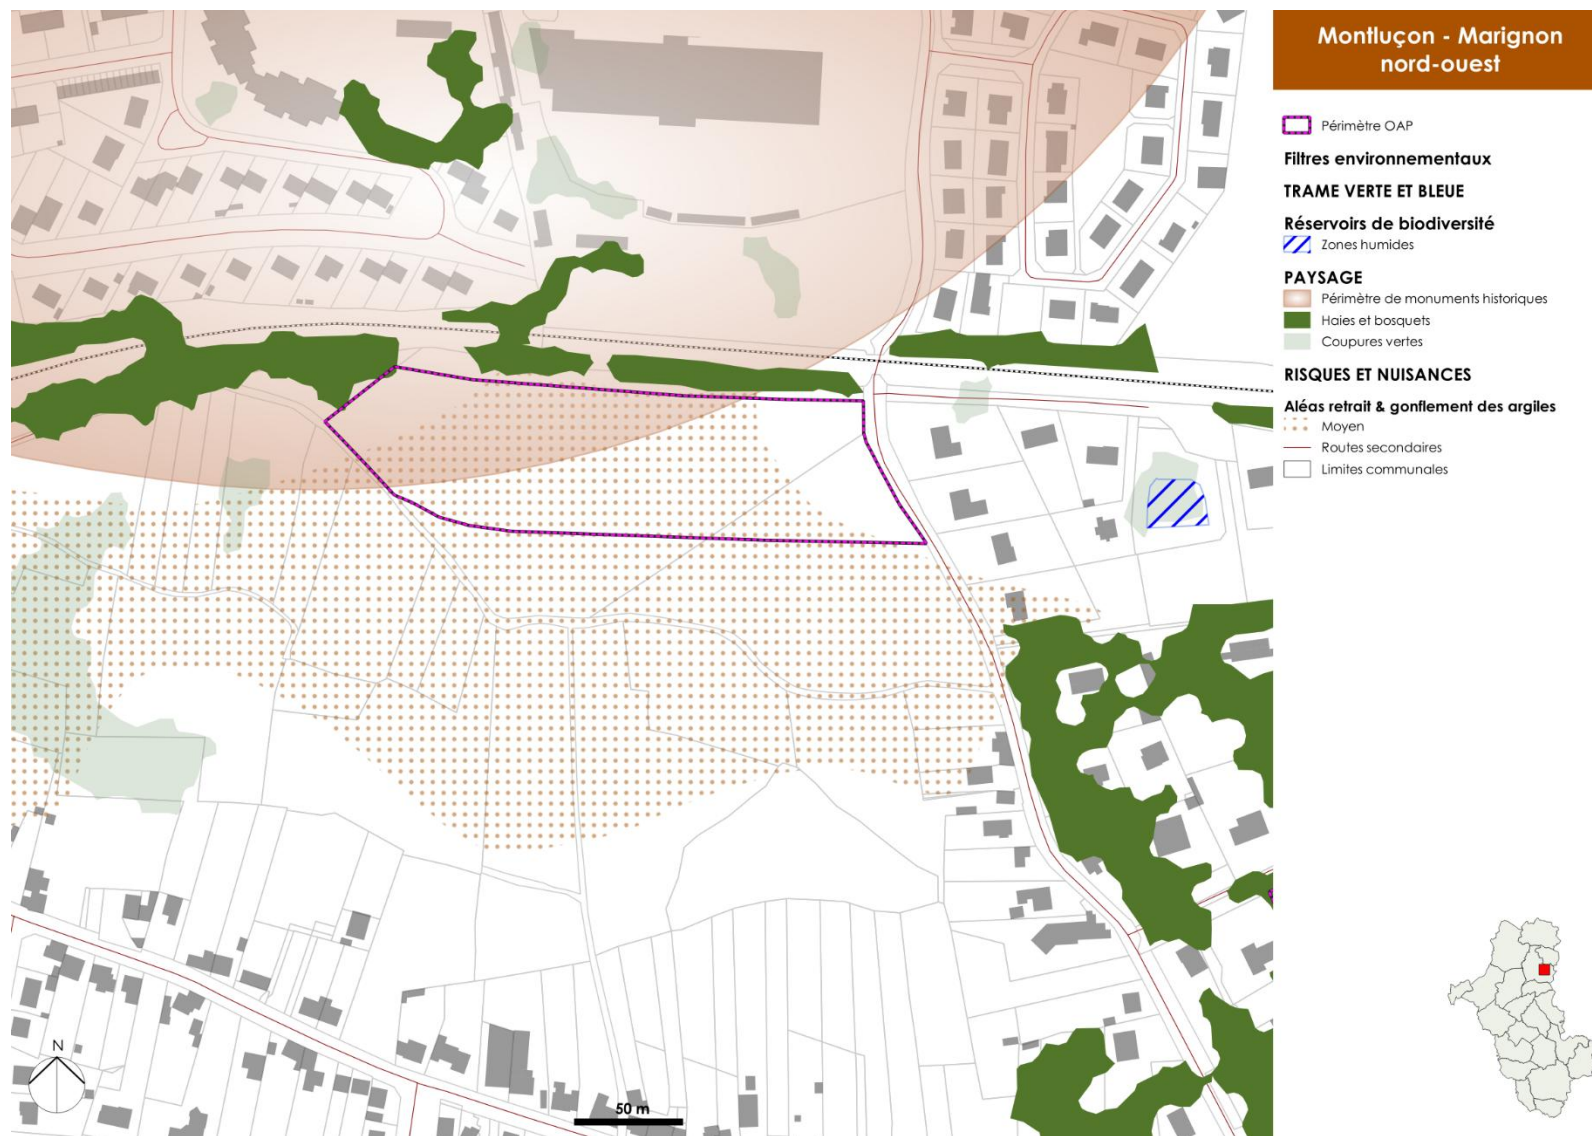 Montluçon - Marignon
nord-ouest
Périmètre OAP
Filtres environnementaux
TRAME VERTE ET BLEUE
Réservoirs de biodiversité
Zones humides
PAYSAGE
Périmètre de monuments historiques
Haies et bosquets
Coupures vertes
RISQUES ET NUISANCES
Aléas retrait & gonflement des argiles
Moyen
Routes secondaires
Limites communales
N
50 m